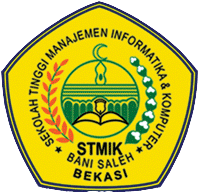 SEKOLAH TINGGI MANAJEMEN INFORMATIKA & KOMPUTER
STMIK
BANI SALEH
BEKASI